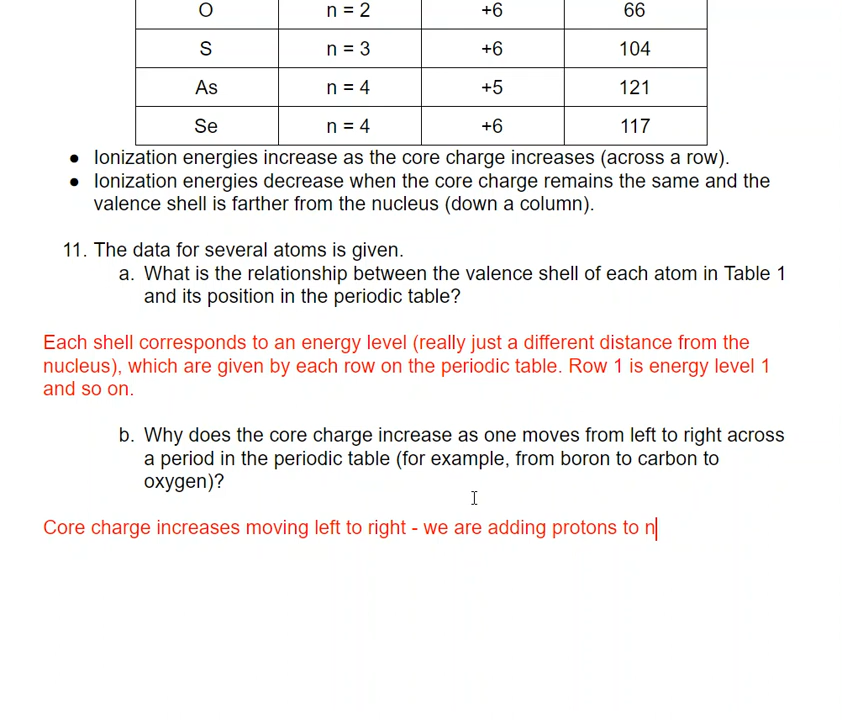 O n = 2 +6 66
S n = 3 +6 104
As n = 4 +5 121
Se n = 4 +6 117
● Ionization energies increase as the core charge increases (across a row).
● Ionization energies decrease when the core charge remains the same and the
valence shell is farther from the nucleus (down a column).
11. The data for several atoms is given.
a. What is the relationship between the valence shell of each atom in Table 1
and its position in the periodic table?
Each shell corresponds to an energy level (really just a different distance from the
nucleus), which are given by each row on the periodic table. Row 1 is energy level 1
and so on.
b. Why does the core charge increase as one moves from left to right across
a period in the periodic table (for example, from boron to carbon to
oxygen)?
Core charge increases moving left to right - we are adding protons to n